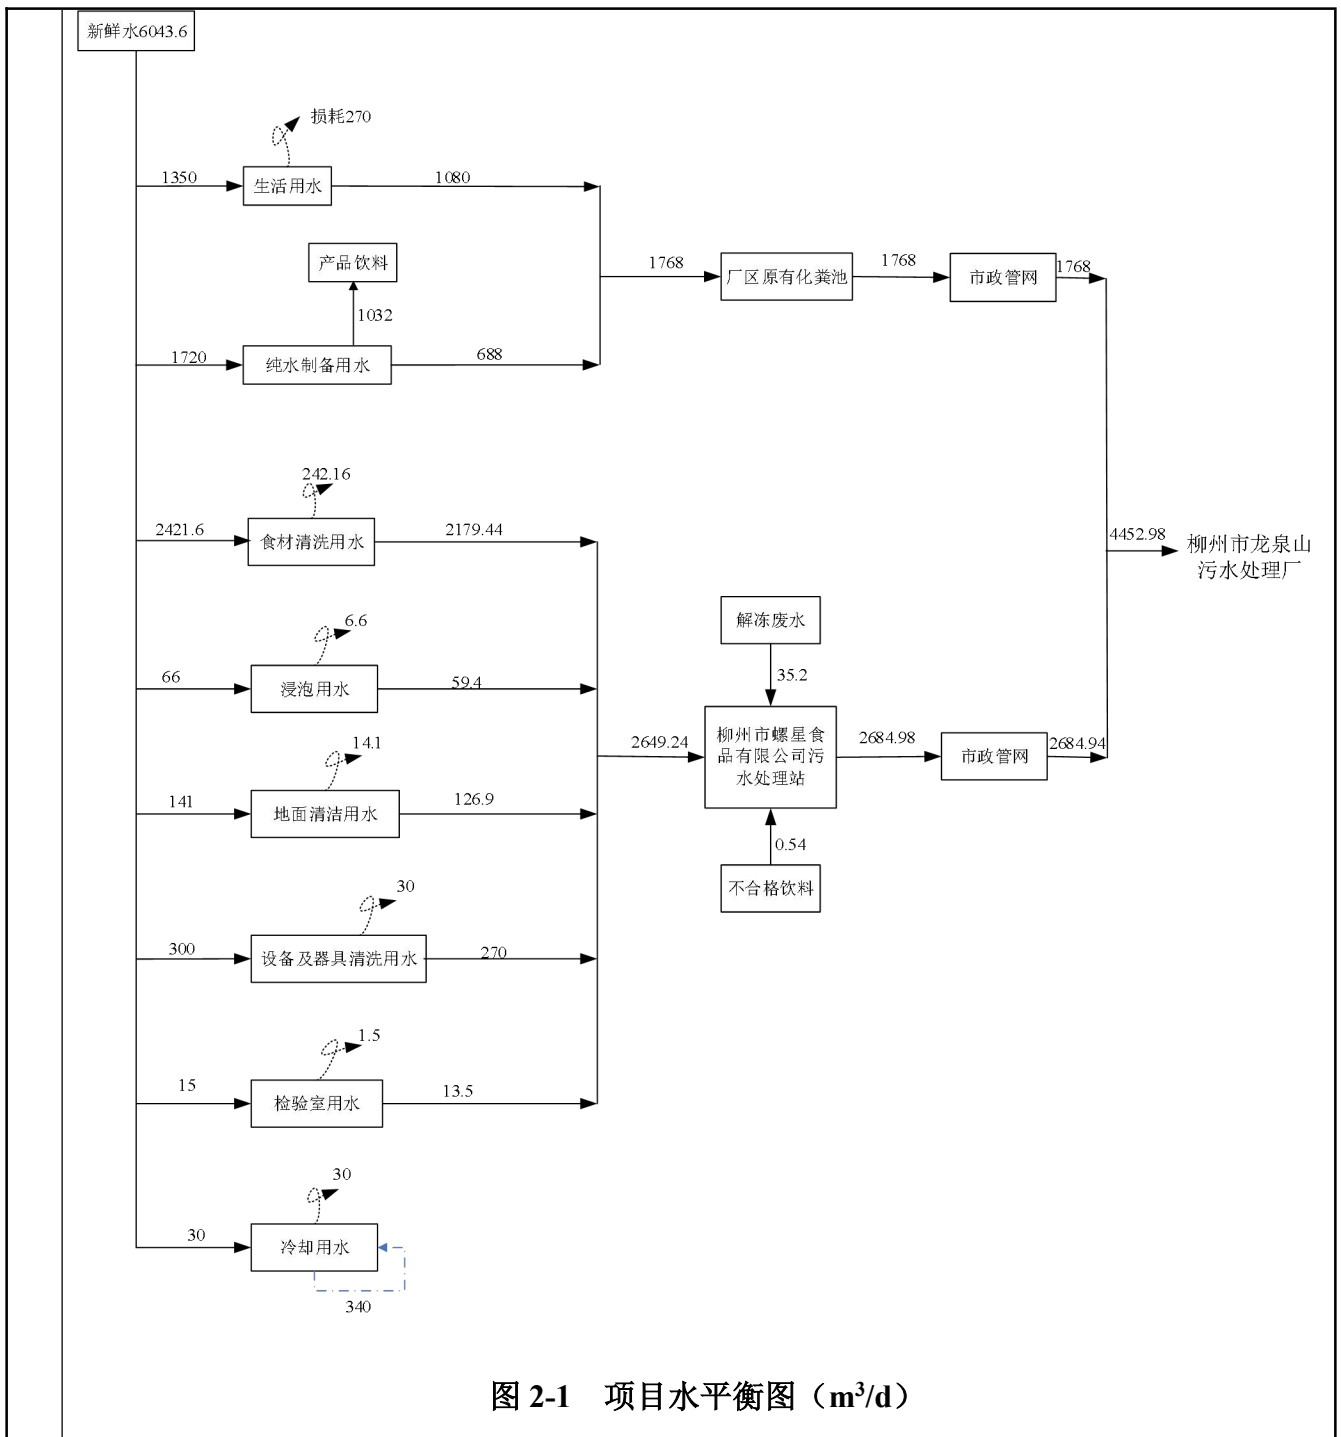 新鲜水6043.6
损耗270
1350
生活用水
1080
产品饮料
1032
1720
纯水制备用水
688
1768
厂区原有化粪池
1768
市政管网
1768
242.16
2421.6
食材清洗用水
2179.44
4452.98
柳州市龙泉山
污水处理厂
6.6
66
浸泡用水
59.4
解冻废水
35.2
14.1
141
地面清洁用水
126.9
2649.24
柳州市螺星食
品有限公司污
水处理站
2684.98
市政管网
2684.94
0.54
不合格饮料
30
300
设备及器具清洗用水
270
1.5
15
检验室用水
13.5
30
30
冷却用水
340
图 2-1 项目水平衡图（m³/d）